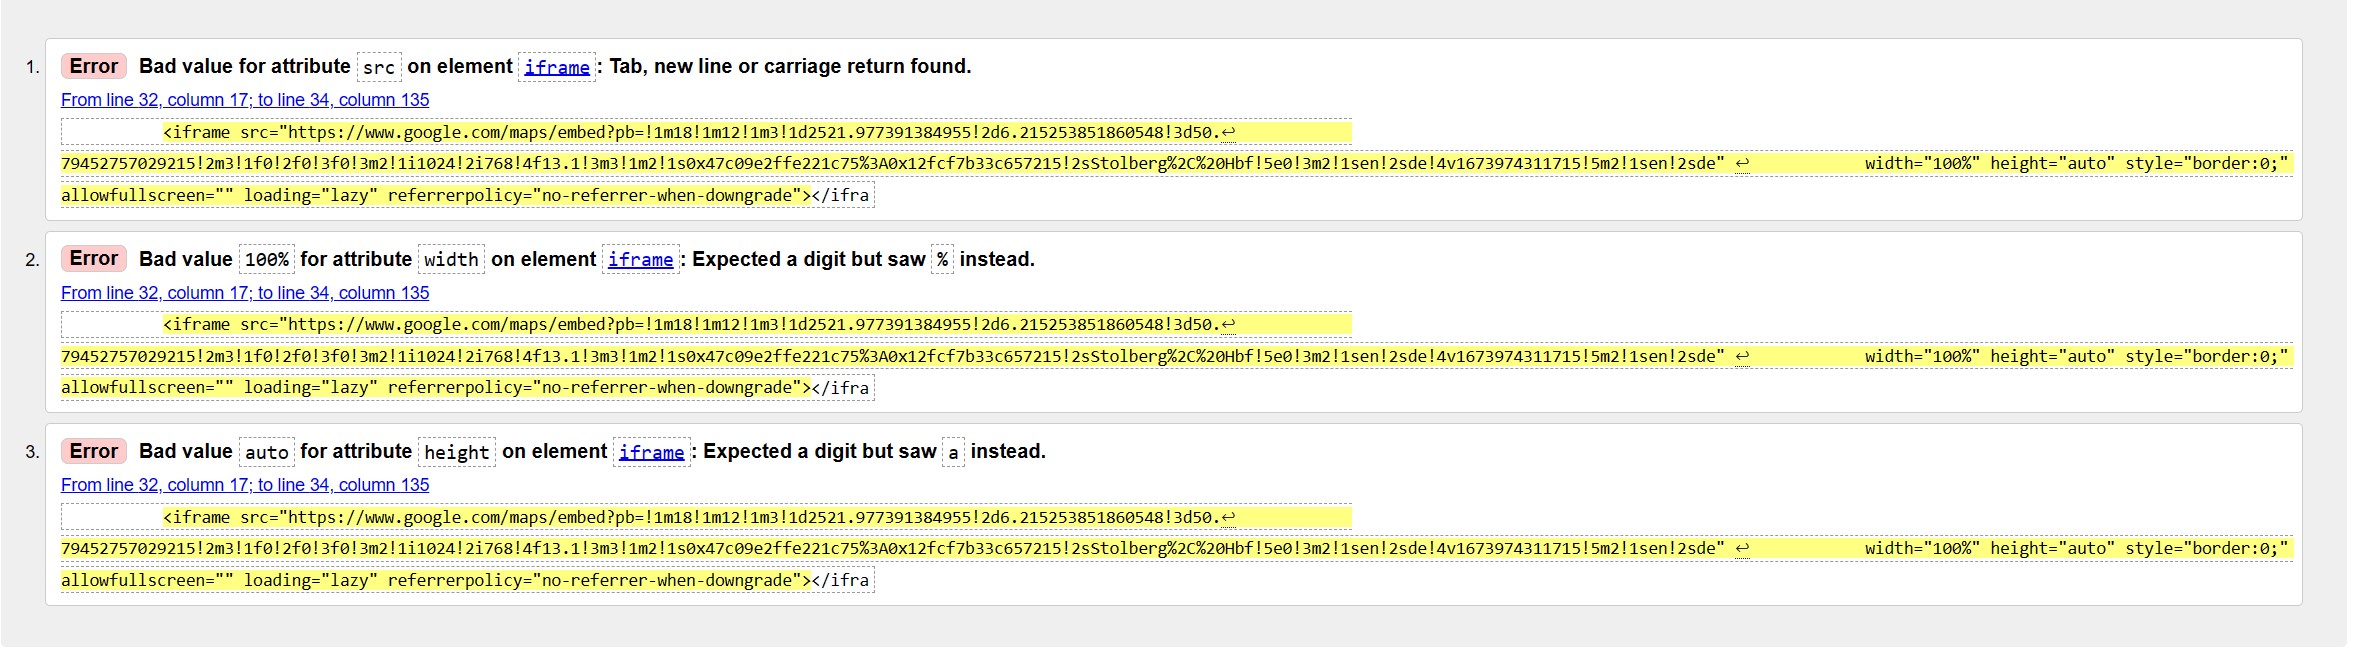 1. Error Bad value for attribute src on element iframe: Tab, new line or carriage return found.
From line 32, column 17; to line 34, column 135
<iframe src="https://www.google.com/maps/embed?pb=!1m18!1m12!1m3!1d2521.977391384955!2d6.215253851860548!3d50.↩
79452757029215!2m3!1f0!2f0!3f0!3m2!1i1024!2i768!4f13.1!3m3!1m2!1s0x47c09e2ffe221c75%3A0x12fcf7b33c657215!2sStolberg%2C%20Hbf!5e0!3m2!1sen!2sde!4v1673974311715!5m2!1sen!2sde" ↩ width="100%" height="auto" style="border:0;"
allowfullscreen="" loading="lazy" referrerpolicy="no-referrer-when-downgrade"></ifra
2. Error Bad value 100% for attribute width on element iframe: Expected a digit but saw % instead.
From line 32, column 17; to line 34, column 135
<iframe src="https://www.google.com/maps/embed?pb=!1m18!1m12!1m3!1d2521.977391384955!2d6.215253851860548!3d50.↩
79452757029215!2m3!1f0!2f0!3f0!3m2!1i1024!2i768!4f13.1!3m3!1m2!1s0x47c09e2ffe221c75%3A0x12fcf7b33c657215!2sStolberg%2C%20Hbf!5e0!3m2!1sen!2sde!4v1673974311715!5m2!1sen!2sde" ↩ width="100%" height="auto" style="border:0;"
allowfullscreen="" loading="lazy" referrerpolicy="no-referrer-when-downgrade"></ifra
3. Error Bad value auto for attribute height on element iframe: Expected a digit but saw a instead.
From line 32, column 17; to line 34, column 135
<iframe src="https://www.google.com/maps/embed?pb=!1m18!1m12!1m3!1d2521.977391384955!2d6.215253851860548!3d50.↩
79452757029215!2m3!1f0!2f0!3f0!3m2!1i1024!2i768!4f13.1!3m3!1m2!1s0x47c09e2ffe221c75%3A0x12fcf7b33c657215!2sStolberg%2C%20Hbf!5e0!3m2!1sen!2sde!4v1673974311715!5m2!1sen!2sde" ↩ width="100%" height="auto" style="border:0;"
allowfullscreen="" loading="lazy" referrerpolicy="no-referrer-when-downgrade"></ifra